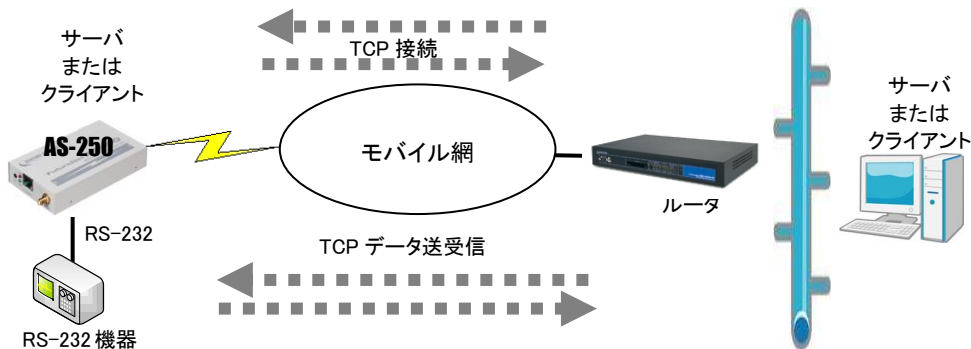 サーバ
または
クライアント
TCP 接続
AS-250
モバイル網
ルータ
サーバ
または
クライアント
RS-232
TCP データ送受信
RS-232 機器